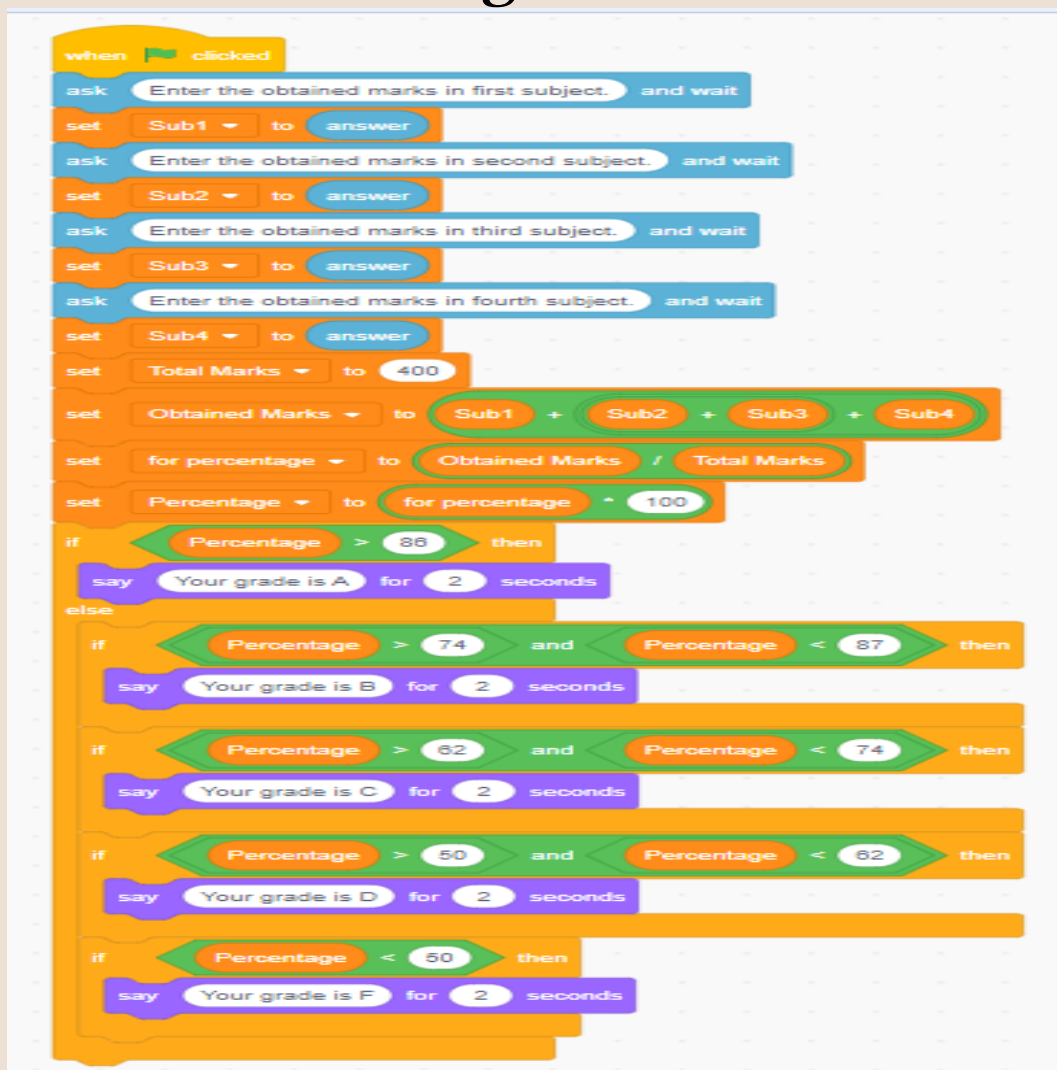 when clicked
ask Enter the obtained marks in first subject. and wait
set Sub1 to answer
ask Enter the obtained marks in second subject. and wait
set Sub2 to answer
ask Enter the obtained marks in third subject. and wait
set Sub3 to answer
ask Enter the obtained marks in fourth subject. and wait
set Sub4 to answer
set Total Marks to 400
set Obtained Marks to Sub1 + Sub2 + Sub3 + Sub4
set for percentage to Obtained Marks / Total Marks
set Percentage to for percentage * 100
if Percentage > 86 then
say Your grade is A for 2 seconds
else
if Percentage > 74 and Percentage < 87 then
say Your grade is B for 2 seconds
if Percentage > 62 and Percentage < 74 then
say Your grade is C for 2 seconds
if Percentage > 50 and Percentage < 62 then
say Your grade is D for 2 seconds
if Percentage < 50 then
say Your grade is F for 2 seconds